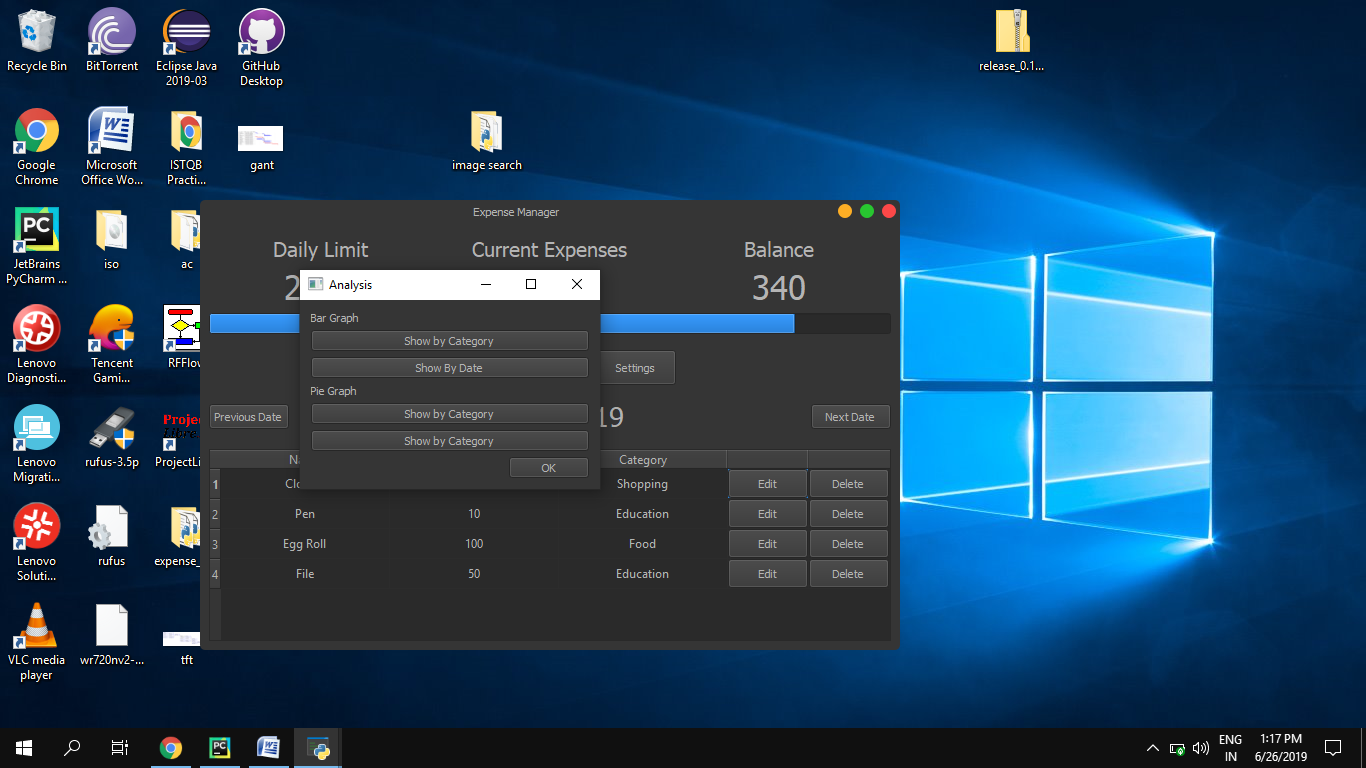 Recycle Bin
BitTorrent
Eclipse Java
2019-03
GitHub
Desktop
release_0.1...
Google
Chrome
Microsoft
Office Wo...
ISTQB
Practi...
gant
image search
JetBrains
PyCharm ...
iso
ac
Lenovo
Diagnosti...
Tencent
Gami...
RFFlow
Lenovo
Migrati...
rufus-3.5p
ProjectLi
Lenovo
Soluti...
rufus
expense_
VLC media
player
wr720nv2-...
tft
Expense Manager
Daily Limit Current Expenses Balance
2 340
Analysis
Bar Graph
Show by Category
Show By Date
Pie Graph
Show by Category
Show by Category
OK
Settings
Previous Date 19 Next Date
Na Category
1 Clo Shopping Edit Delete
2 Pen 10 Education Edit Delete
3 Egg Roll 100 Food Edit Delete
4 File 50 Education Edit Delete
ENG
IN
1:17 PM
6/26/2019